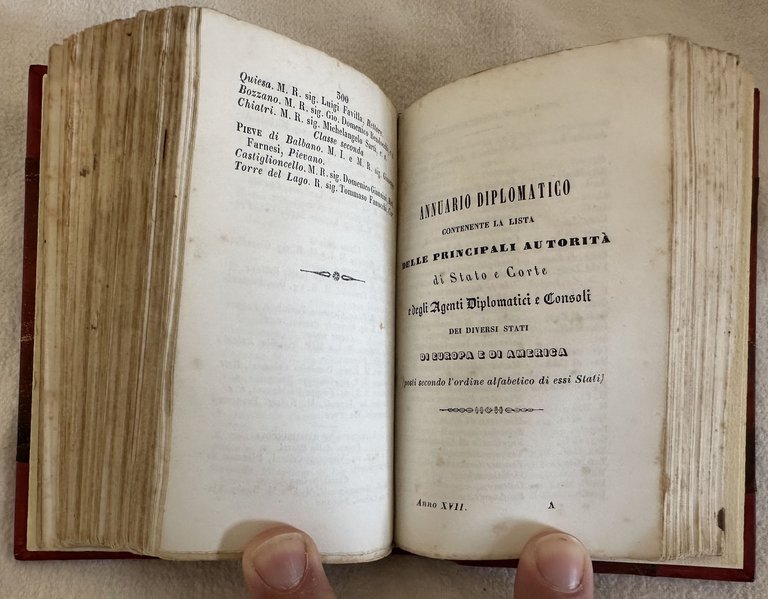 500
Quiesa. M. R. sig. Luigi Favilla, Rettore.
Bozzano. M. R. sig. Gio. Domenico
Chiatri. M. R. sig. Michelangelo Sarti,
Classe seconda
PIEVE di Balbano. M. I. e M. R. sig.
Farnesi, Pievano.
Castiglioncello. M. R. sig. Domenico
Torre del Lago. R. sig. Tommaso
ANNUARIO DIPLOMATICO
CONTENENTE LA LISTA
DELLE PRINCIPALI AUTORITÀ
di Stato e Corte
e degli Agenti Diplomatici e Consoli
DEI DIVERSI STATI
DI EUROPA E DI AMERICA
(posti secondo l'ordine alfabetico di essi Stati)
Anno XVII. A